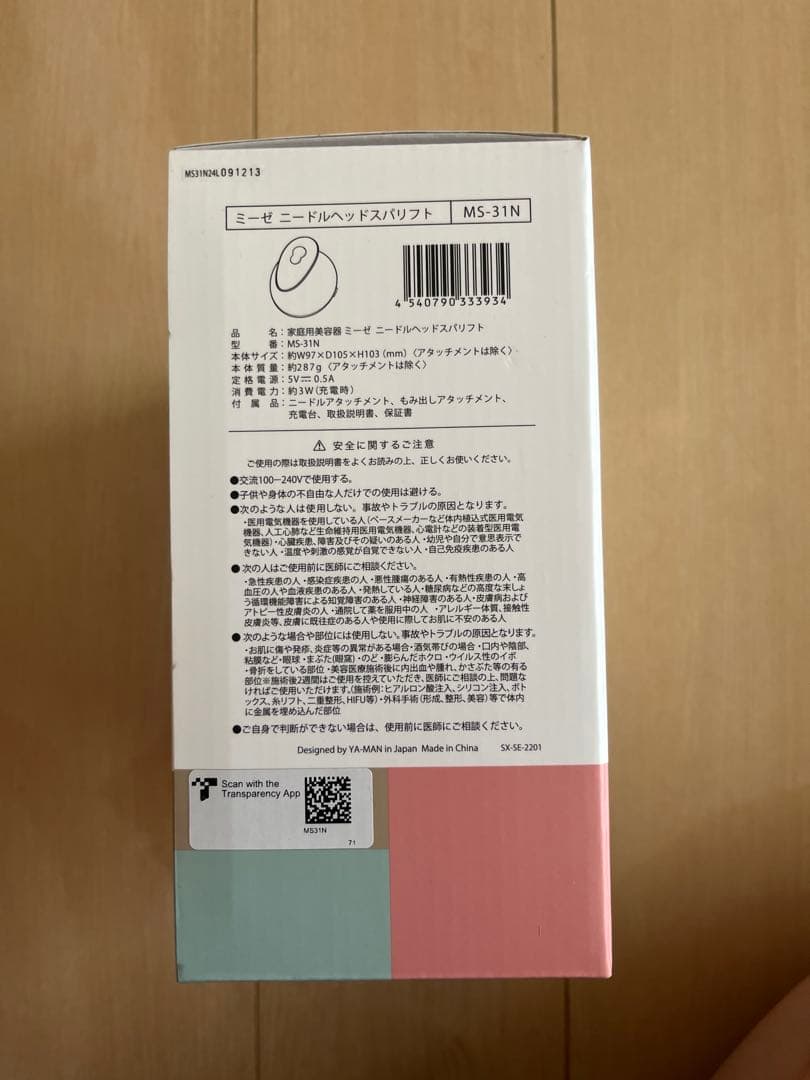 MS31N24L091213
ミーゼ ニードルヘッドスパリフト MS-31N
4 540790 333934
品名：家庭用美容器 ミーゼ ニードルヘッドスパリフト
型番：MS-31N
本体サイズ：約W97×D105×H103（mm）〈アタッチメントは除く〉
本体質量：約287g〈アタッチメントは除く〉
定格電源：5V⎓0.5A
消費電力：約3W（充電時）
付属品：ニードルアタッチメント、もみ出しアタッチメント、
充電台、取扱説明書、保証書
⚠ 安全に関するご注意
ご使用の際は取扱説明書をよくお読みの上、正しくお使いください。
●交流100−240Vで使用する。
●子供や身体の不自由な人だけでの使用は避ける。
●次のような人は使用しない。事故やトラブルの原因となります。
・医用電気機器を使用している人（ペースメーカーなど体内植込式医用電気
機器、人工心肺など生命維持用医用電気機器、心電計などの装着型医用電
気機器）・心臓疾患、障害及びその疑いのある人・幼児や自分で意思表示で
きない人・温度や刺激の感覚が自覚できない人・自己免疫疾患のある人
●次の人はご使用前に医師にご相談ください。
・急性疾患の人・感染症疾患の人・悪性腫瘍のある人・有熱性疾患の人・高
血圧の人や血液疾患のある人・発熱している人・糖尿病などの高度な末しょ
う循環機能障害による知覚障害のある人・神経障害のある人・皮膚病および
アトピー性皮膚炎の人・通院して薬を服用中の人・アレルギー体質、接触性
皮膚炎等、皮膚に既往症のある人や使用に際してお肌に不安のある人
●次のような場合や部位には使用しない。事故やトラブルの原因となります。
・お肌に傷や発疹、炎症等の異常がある場合・酒気帯びの場合・口内や陰部、
粘膜など・眼球・まぶた(眼窩)・のど・膨らんだホクロ・ウイルス性のイボ
・骨折をしている部位・美容医療施術後に内出血や腫れ、かさぶた等の有る
部位※施術後2週間はご使用を控えていただき、医師にご相談の上、問題な
ければご使用いただけます。（施術例：ヒアルロン酸注入、シリコン注入、ボト
ックス、糸リフト、二重整形、HIFU等）・外科手術（形成、整形、美容）等で体内
に金属を埋め込んだ部位
●ご自身で判断ができない場合は、使用前に医師にご相談ください。
Designed by YA-MAN in Japan Made in China SX-SE-2201
Scan with the
Transparency App
MS31N
71